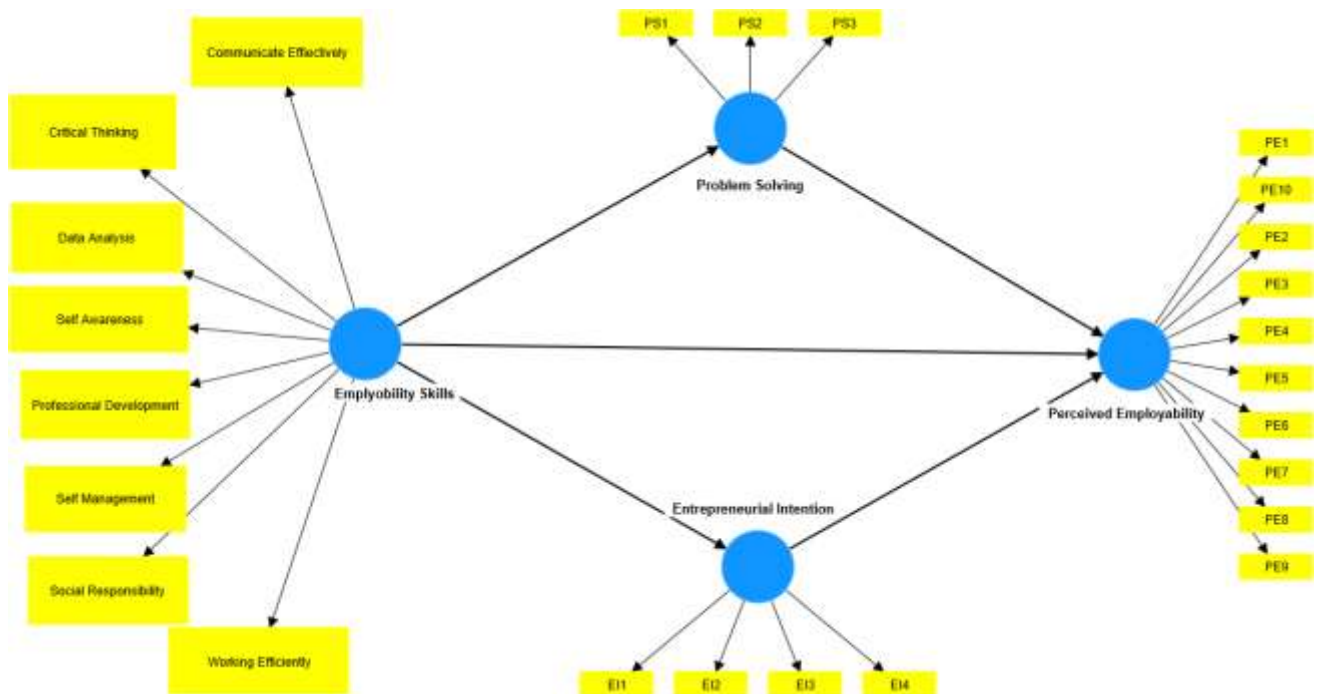 PS1
PS2
PS3
Communicate Effiectively
Critical Thinking
Data Analysis
Self Awareness
Professional Development
Self Management
Social Responsibility
Working Efficiently
Emplyobility Skills
Problem Solving
Entrepreneurial Intention
Perceived Employability
PE1
PE10
PE2
PE3
PE4
PE5
PE6
PE7
PE8
PE9
EI1
EI2
EI3
EI4